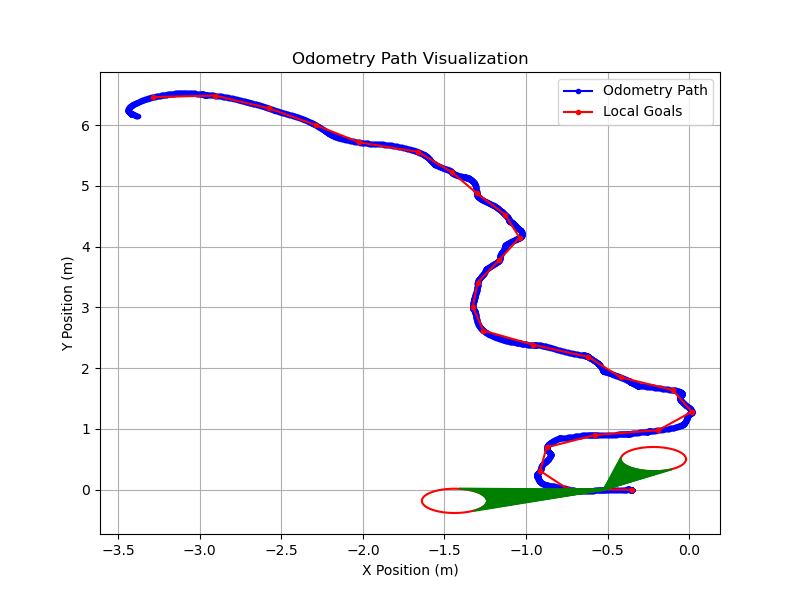 Odometry Path Visualization
Odometry Path
Local Goals
Y Position (m)
6
5
4
3
2
1
0
−3.5 −3.0 −2.5 −2.0 −1.5 −1.0 −0.5 0.0
X Position (m)